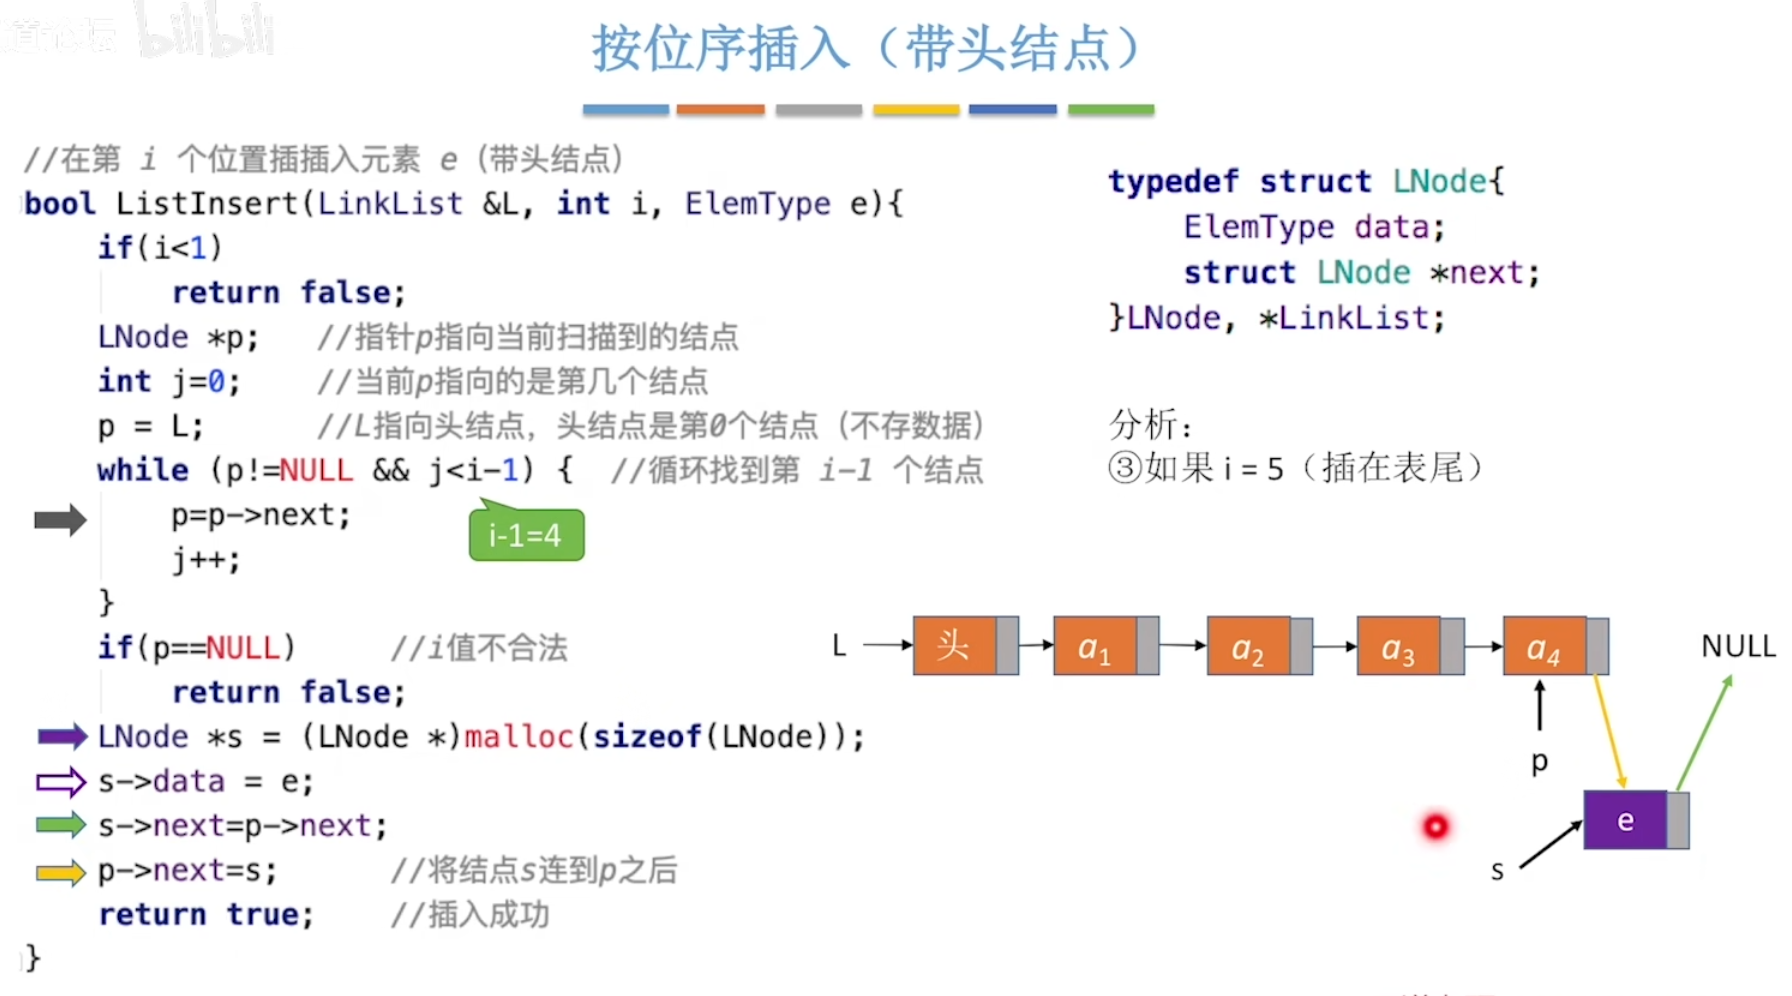 bilibili
按位序插入（带头结点）
//在第 i 个位置插插入元素 e（带头结点）
bool ListInsert(LinkList &L, int i, ElemType e){
if(i<1)
return false;
LNode *p; //指针p指向当前扫描到的结点
int j=0; //当前p指向的是第几个结点
p = L; //L指向头结点，头结点是第0个结点（不存数据）
while (p!=NULL && j<i-1) { //循环找到第 i-1 个结点
p=p->next;
i-1=4
j++;
}
if(p==NULL) //i值不合法
return false;
LNode *s = (LNode *)malloc(sizeof(LNode));
s->data = e;
s->next=p->next;
p->next=s; //将结点s连到p之后
return true; //插入成功
}
typedef struct LNode{
ElemType data;
struct LNode *next;
}LNode, *LinkList;
分析：
③如果 i = 5（插在表尾）
L 头 a1 a2 a3 a4 NULL
p
e
s